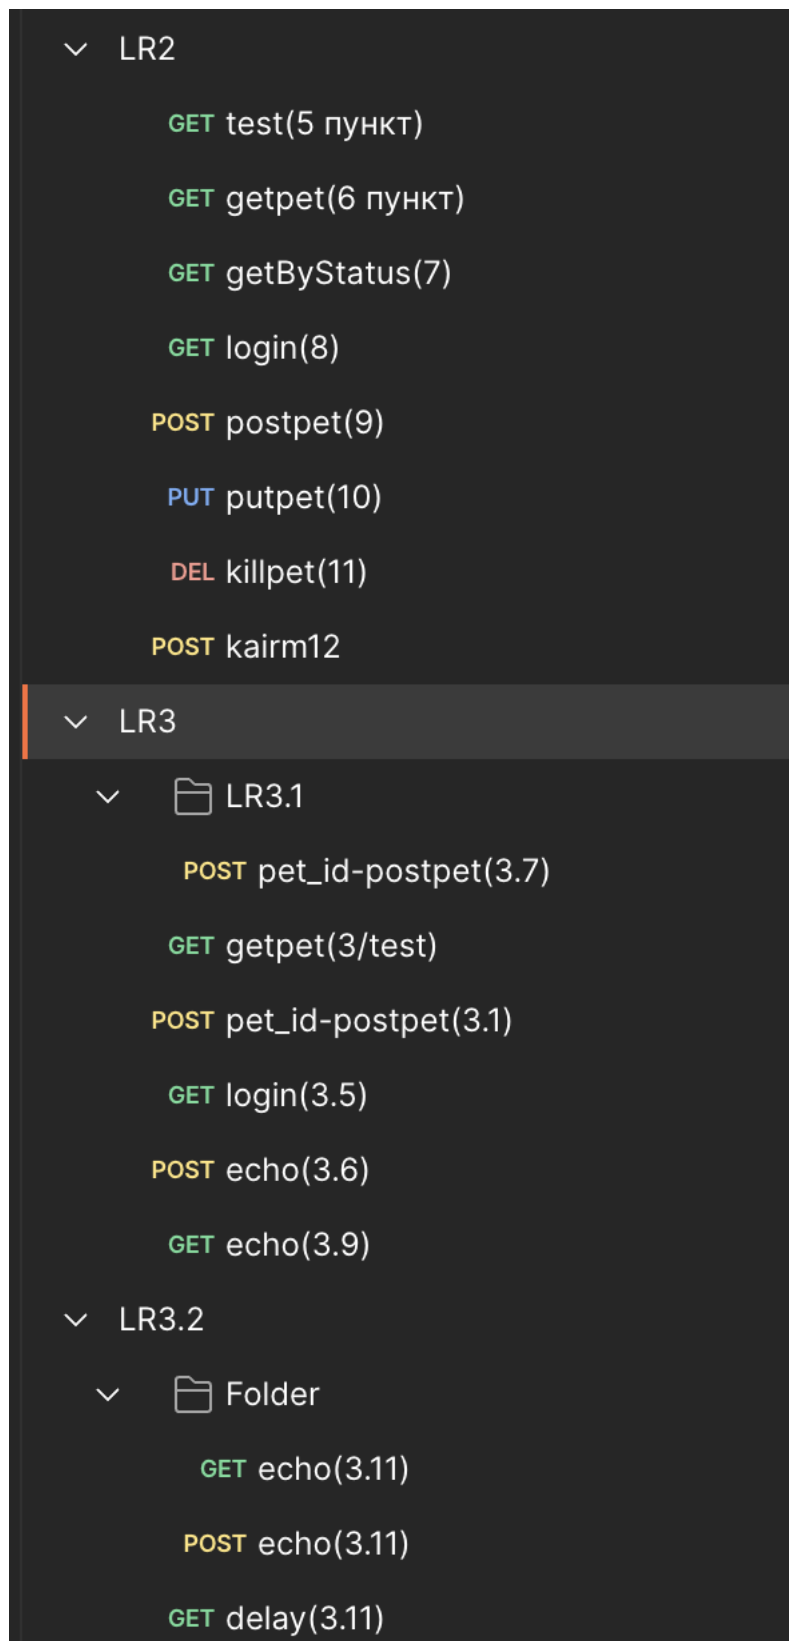 LR2
GET test(5 пункт)
GET getpet(6 пункт)
GET getByStatus(7)
GET login(8)
POST postpet(9)
PUT putpet(10)
DEL killpet(11)
POST kairm12
LR3
LR3.1
POST pet_id-postpet(3.7)
GET getpet(3/test)
POST pet_id-postpet(3.1)
GET login(3.5)
POST echo(3.6)
GET echo(3.9)
LR3.2
Folder
GET echo(3.11)
POST echo(3.11)
GET delay(3.11)